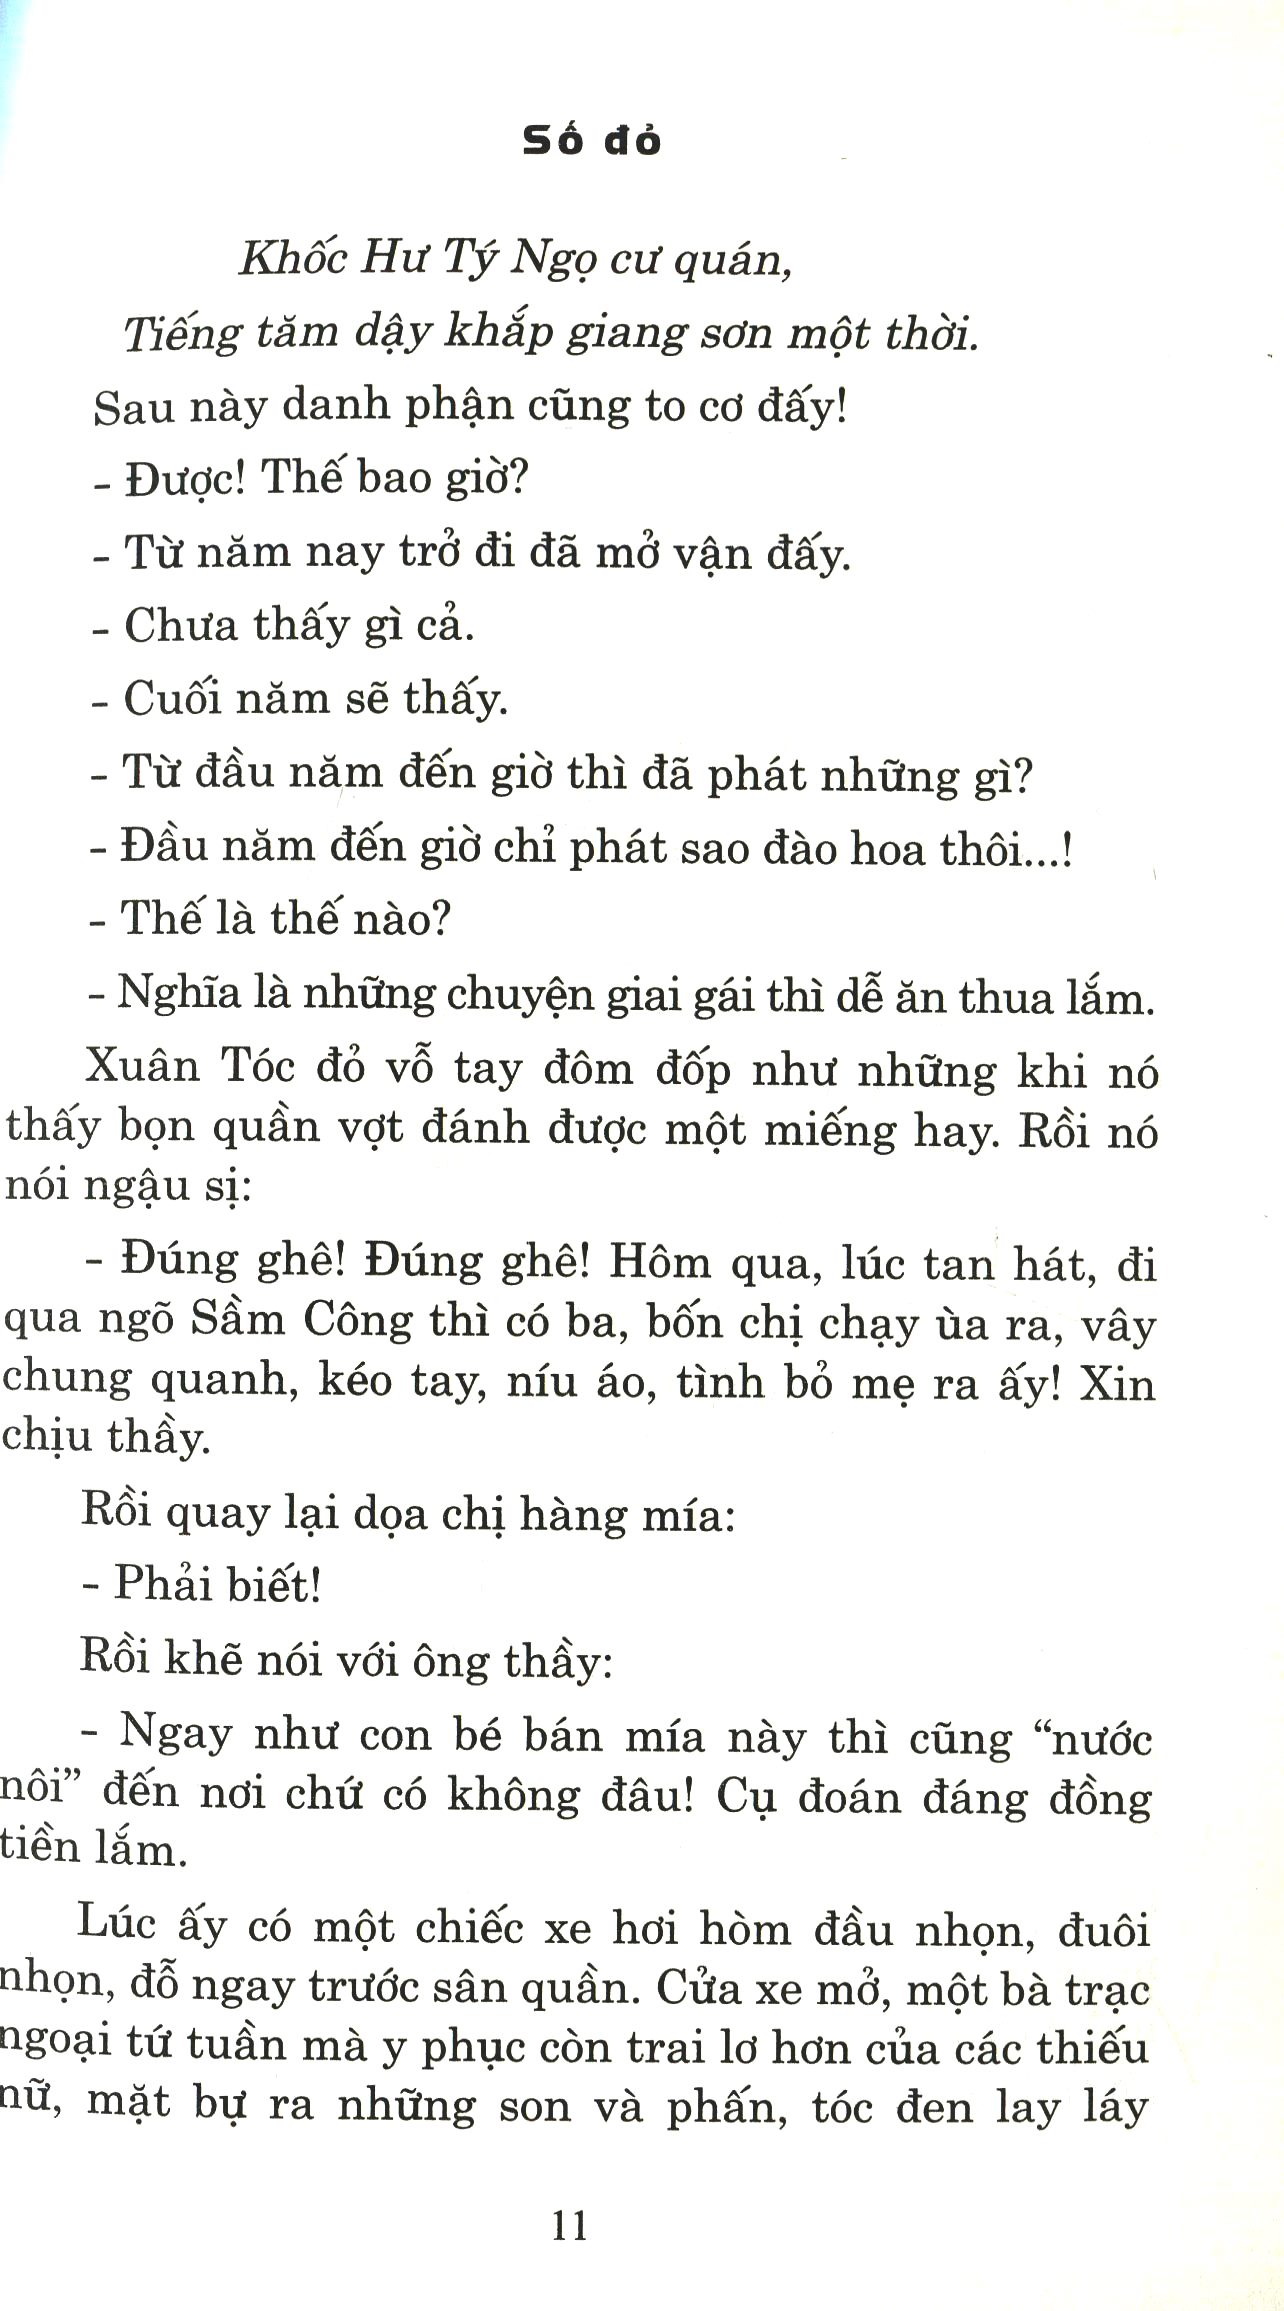 Số đỏ
Khốc Hư Tý Ngọ cư quán,
Tiếng tăm dậy khắp giang sơn một thời.
Sau này danh phận cũng to cơ đấy!
– Được! Thế bao giờ?
– Từ năm nay trở đi đã mở vận đấy.
– Chưa thấy gì cả.
– Cuối năm sẽ thấy.
– Từ đầu năm đến giờ thì đã phát những gì?
– Đầu năm đến giờ chỉ phát sao đào hoa thôi...!
– Thế là thế nào?
– Nghĩa là những chuyện giai gái thì dễ ăn thua lắm.
Xuân Tóc đỏ vỗ tay đôm đốp như những khi nó
thấy bọn quần vợt đánh được một miếng hay. Rồi nó
nói ngậu sị:
– Đúng ghê! Đúng ghê! Hôm qua, lúc tan hát, đi
qua ngõ Sầm Công thì có ba, bốn chị chạy ùa ra, vây
chung quanh, kéo tay, níu áo, tình bỏ mẹ ra ấy! Xin
chịu thầy.
Rồi quay lại dọa chị hàng mía:
– Phải biết!
Rồi khẽ nói với ông thầy:
– Ngay như con bé bán mía này thì cũng “nước
nôi” đến nơi chứ có không đâu! Cụ đoán đáng đồng
tiền lắm.
Lúc ấy có một chiếc xe hơi hòm đầu nhọn, đuôi
nhọn, đỗ ngay trước sân quần. Cửa xe mở, một bà trạc
ngoại tứ tuần mà y phục còn trai lơ hơn của các thiếu
nữ, mặt bự ra những son và phấn, tóc đen lay láy
11